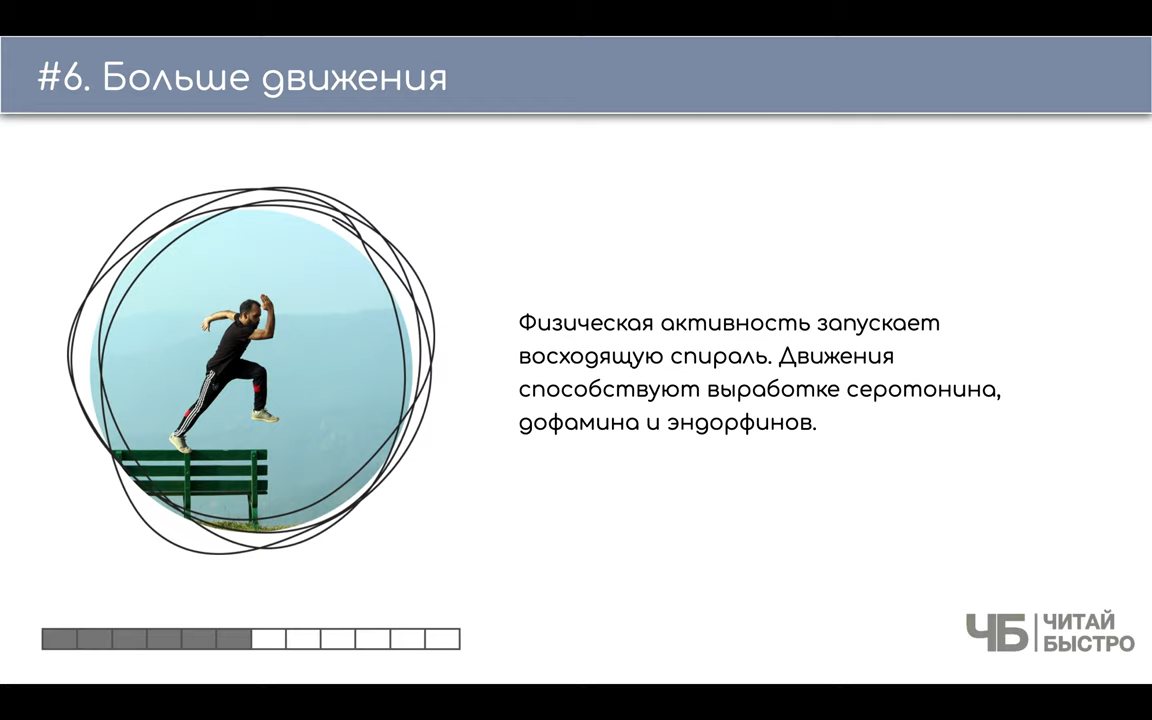 #6. Больше движения
Физическая активность запускает
восходящую спираль. Движения
способствуют выработке серотонина,
дофамина и эндорфинов.
ЧБ | ЧИТАЙ
БЫСТРО